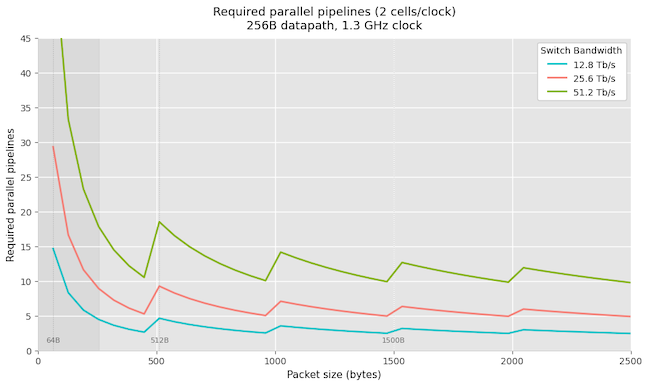 Required parallel pipelines (2 cells/clock)
256B datapath, 1.3 GHz clock
Switch Bandwidth
12.8 Tb/s
25.6 Tb/s
51.2 Tb/s
Required parallel pipelines
45
40
35
30
25
20
15
10
5
0
64B
512B
1500B
0
500
1000
1500
2000
2500
Packet size (bytes)